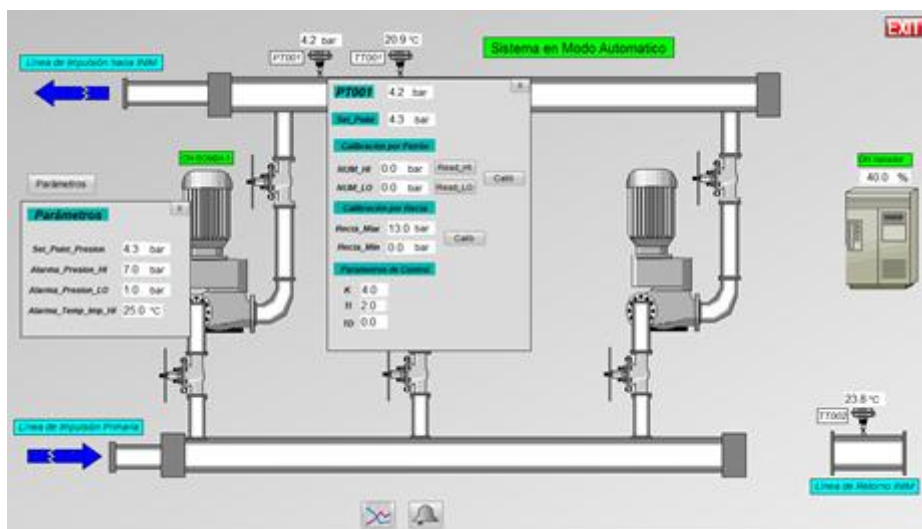 EXIT
4.2 bar
20.9 °C
Sistema en Modo Automatico
Linea de Impulsión hacia INIM
PT001
TT001
PT001 4.2 bar
x
Set_Point 4.3 bar
Calibración por Patrón
NUM_HI 0.0 bar Read_HI
NUM_LO 0.0 bar Read_LO
Calib
Calibración por Recta
Recta_Max 13.0 bar
Recta_Min 0.0 bar
Calib
Parametros de Control
K 4.0
TI 2.0
TD 0.0
ON BOMBA 1
Parámetros
Parámetros
x
Set_Point_Presion 4.3 bar
Alarma_Presion_HI 7.0 bar
Alarma_Presion_LO 1.0 bar
Alarma_Temp_Imp_HI 25.0 °C
ON Variador
40.0 %
Linea de Impulsión Primaria
23.8 °C
TT002
Linea de Retorno INIM